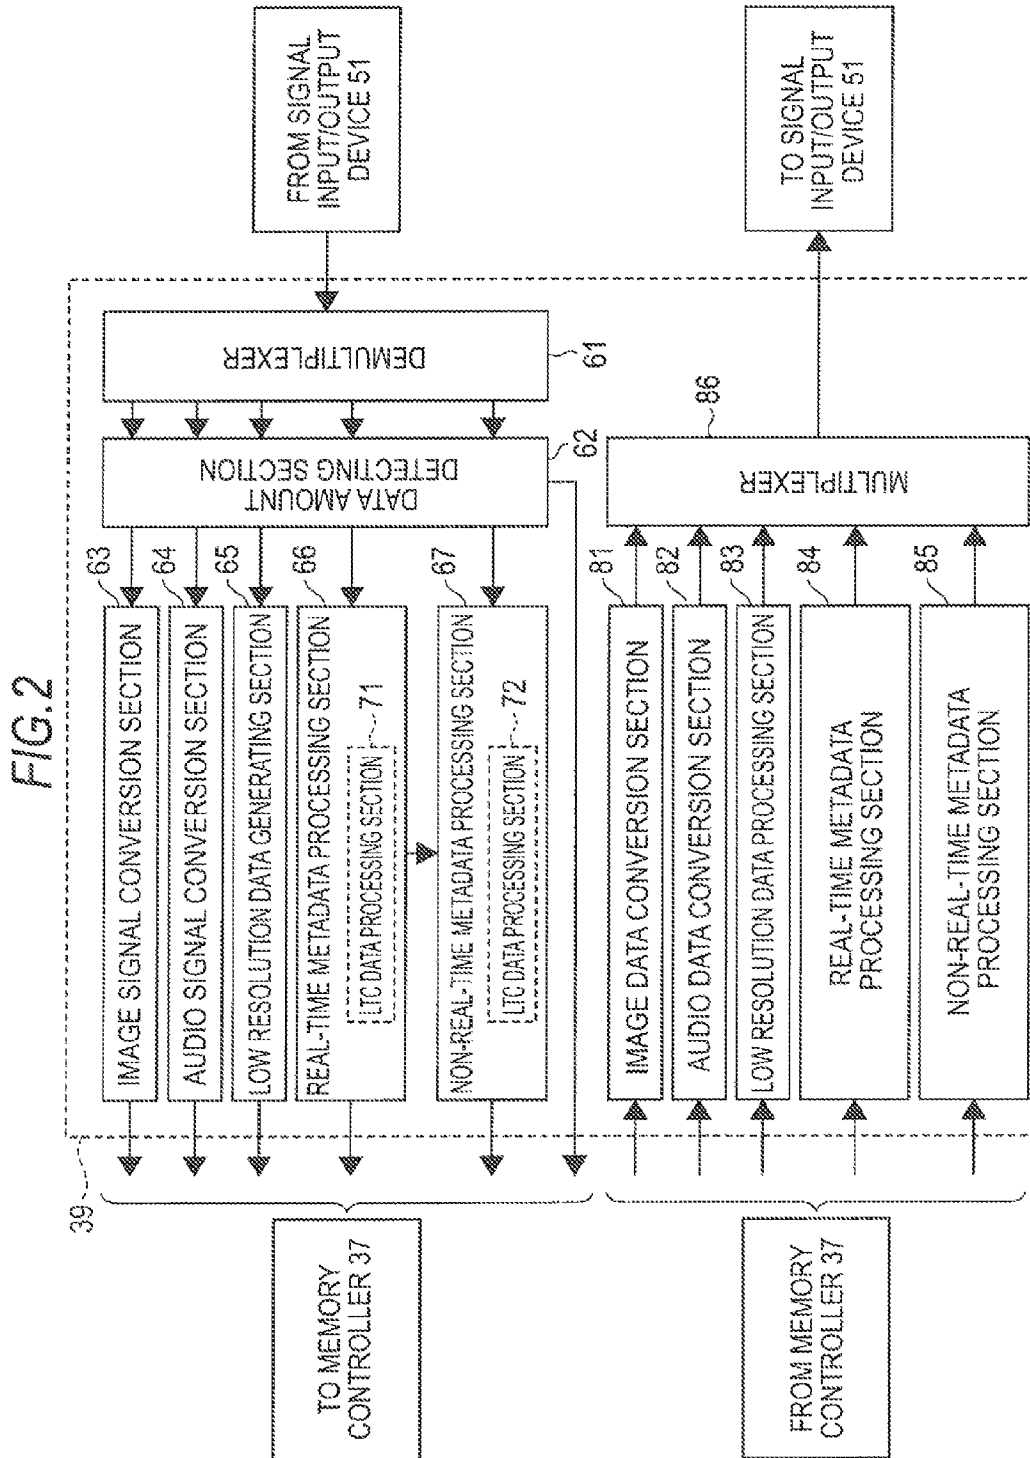 FIG.2
39
TO MEMORY
CONTROLLER 37
IMAGE SIGNAL CONVERSION SECTION
63
AUDIO SIGNAL CONVERSION SECTION
64
LOW RESOLUTION DATA GENERATING SECTION
65
REAL-TIME METADATA PROCESSING SECTION
66
LTC DATA PROCESSING SECTION
71
NON-REAL-TIME METADATA PROCESSING SECTION
67
LTC DATA PROCESSING SECTION
72
DATA AMOUNT
DETECTING SECTION
62
DEMULTIPLEXER
61
FROM SIGNAL
INPUT/OUTPUT
DEVICE 51
FROM MEMORY
CONTROLLER 37
IMAGE DATA CONVERSION SECTION
81
AUDIO DATA CONVERSION SECTION
82
LOW RESOLUTION DATA PROCESSING SECTION
83
REAL-TIME METADATA
PROCESSING SECTION
84
NON-REAL-TIME METADATA
PROCESSING SECTION
85
MULTIPLEXER
86
TO SIGNAL
INPUT/OUTPUT
DEVICE 51